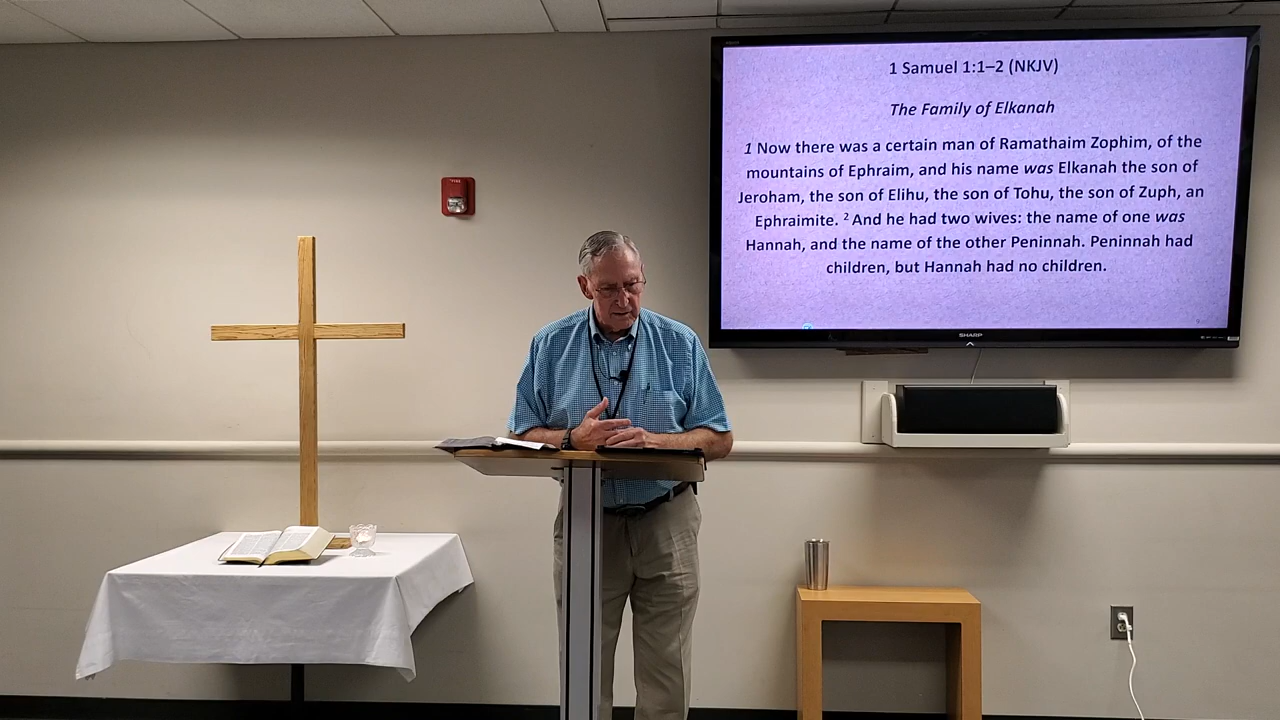 1 Samuel 1:1–2 (NKJV)
The Family of Elkanah
1 Now there was a certain man of Ramathaim Zophim, of the
mountains of Ephraim, and his name was Elkanah the son of
Jeroham, the son of Elihu, the son of Tohu, the son of Zuph, an
Ephraimite. 2 And he had two wives: the name of one was
Hannah, and the name of the other Peninnah. Peninnah had
children, but Hannah had no children.
SHARP
FIRE